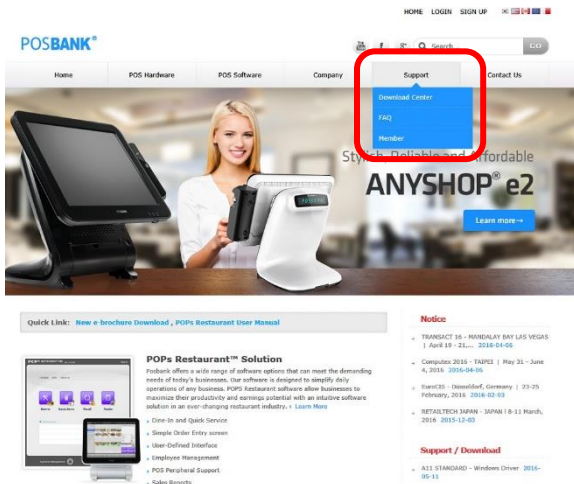 HOME LOGIN SIGN UP
POSBANK®
Search GO
Home POS Hardware POS Software Company Support Contact Us
Download Center
FAQ
Member
Stylish, Reliable and Affordable
ANYSHOP® e2
Learn more→
Quick Link: New e-brochure Download , POPs Restaurant User Manual
POPs Restaurant™ Solution
Posbank offers a wide range of software options that can meet the demanding
needs of today's businesses. Our software is designed to simplify daily
operations of any business. POPS Restaurant software allow businesses to
maximize their productivity and earnings potential with an intuitive software
solution in an ever-changing restaurant industry. › Learn More
Dine-In and Quick Service
Simple Order Entry screen
User-Defined Interface
Employee Management
POS Peripheral Support
Sales Reports
Notice
TRANSACT 16 - MANDALAY BAY LAS VEGAS
| April 19 - 21,... 2016-04-06
Computex 2016 - TAIPEI | May 31 - June
4, 2016 2016-04-06
EuroCIS - Düsseldorf, Germany | 23-25
February, 2016 2016-02-03
RETAILTECH JAPAN - JAPAN | 8-11 March,
2016 2015-12-03
Support / Download
A11 STANDARD - Windows Driver 2016-
05-11